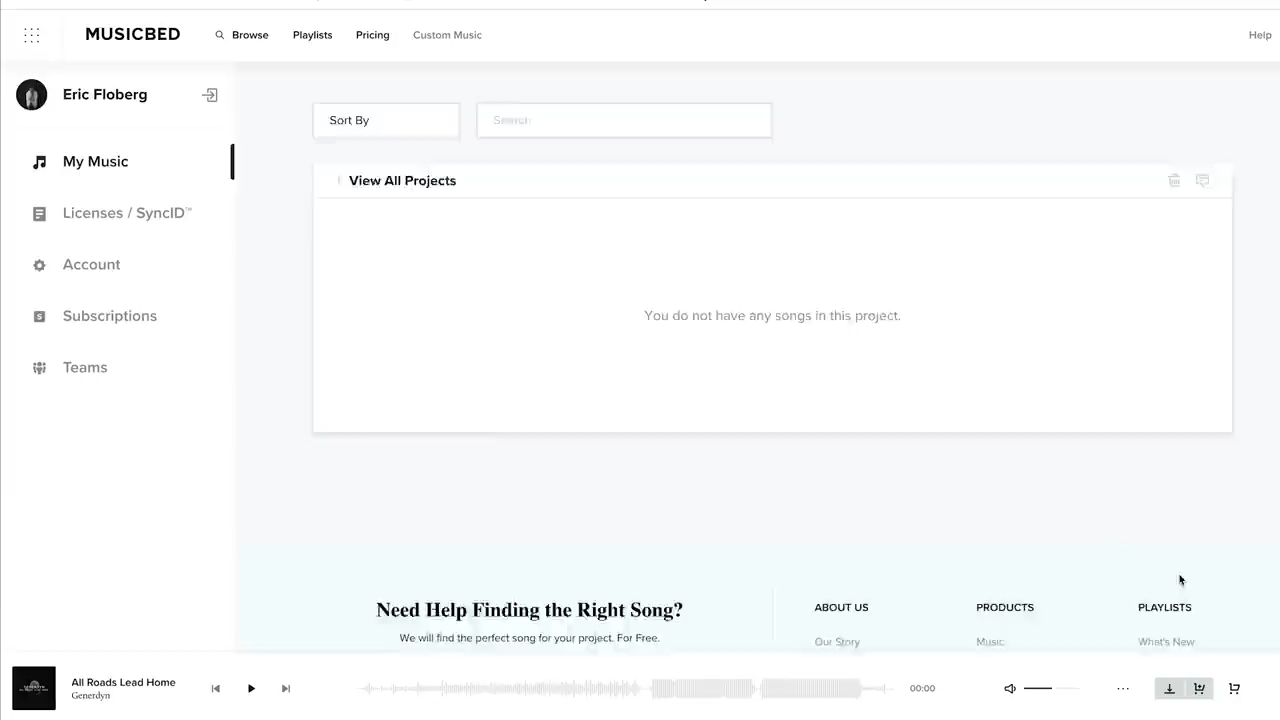 MUSICBED
Browse
Playlists
Pricing
Custom Music
Help
Eric Floberg
My Music
Licenses / SyncID™
Account
Subscriptions
Teams
Sort By
Search
View All Projects
You do not have any songs in this project.
Need Help Finding the Right Song?
We will find the perfect song for your project. For Free.
ABOUT US
Our Story
PRODUCTS
Music
PLAYLISTS
What's New
All Roads Lead Home
Generdyn
00:00